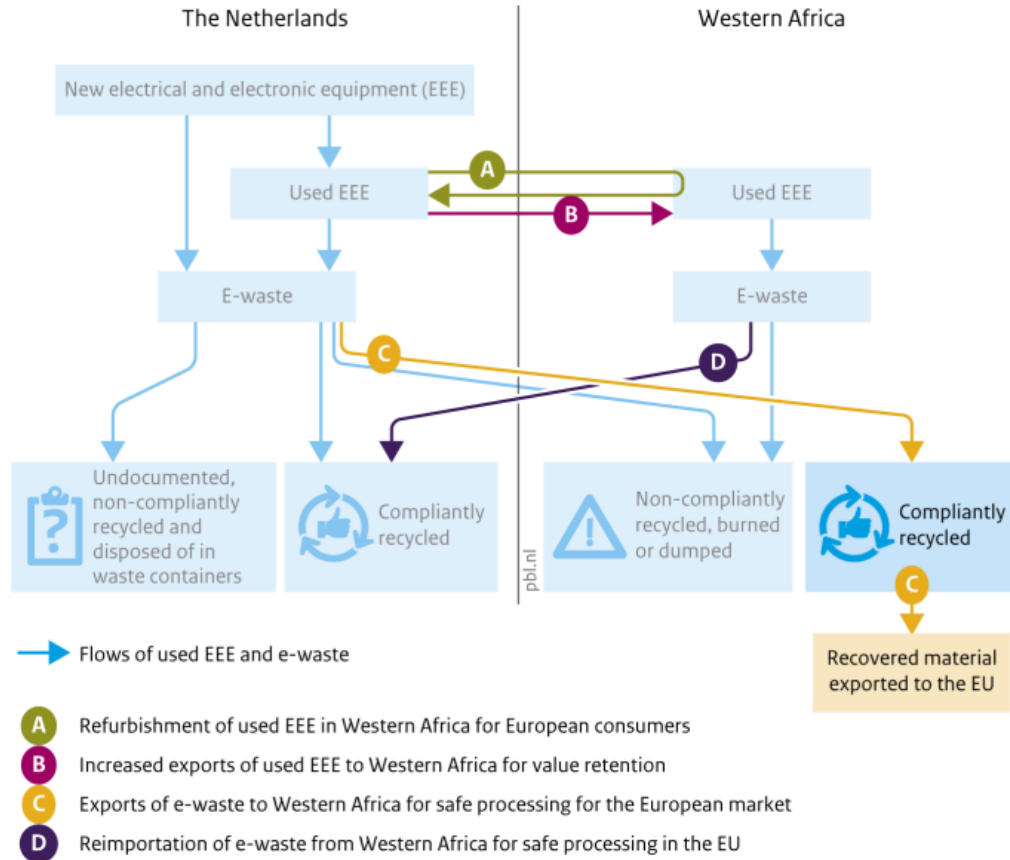 The Netherlands
Western Africa
New electrical and electronic equipment (EEE)
A
Used EEE
Used EEE
B
E-waste
E-waste
C
D
Undocumented,
non-compliantly
recycled and
disposed of in
waste containers
?
Compliantly
recycled
pbl.nl
!
Non-compliantly
recycled, burned
or dumped
Compliantly
recycled
C
Recovered material
exported to the EU
Flows of used EEE and e-waste
A Refurbishment of used EEE in Western Africa for European consumers
B Increased exports of used EEE to Western Africa for value retention
C Exports of e-waste to Western Africa for safe processing for the European market
D Reimportation of e-waste from Western Africa for safe processing in the EU